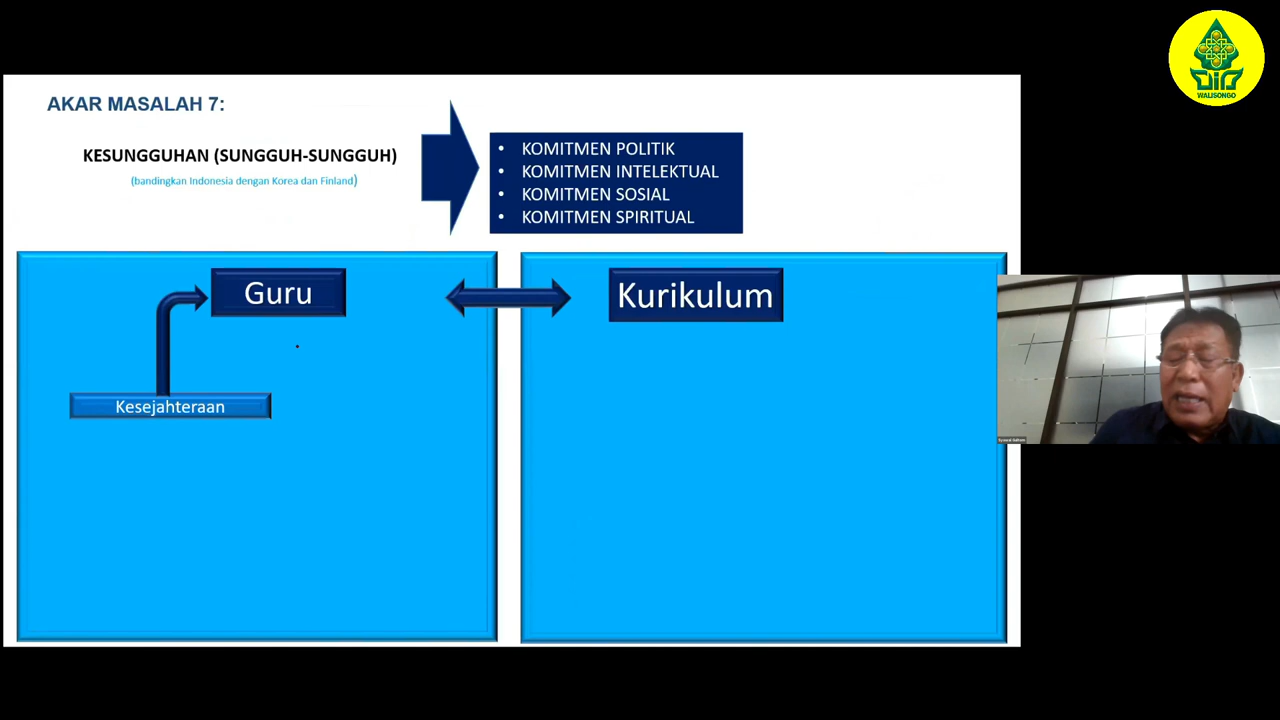 WALISONGO
AKAR MASALAH 7:
KESUNGGUHAN (SUNGGUH-SUNGGUH)
(bandingkan Indonesia dengan Korea dan Finland)
• KOMITMEN POLITIK
• KOMITMEN INTELEKTUAL
• KOMITMEN SOSIAL
• KOMITMEN SPIRITUAL
Guru
Kurikulum
Kesejahteraan